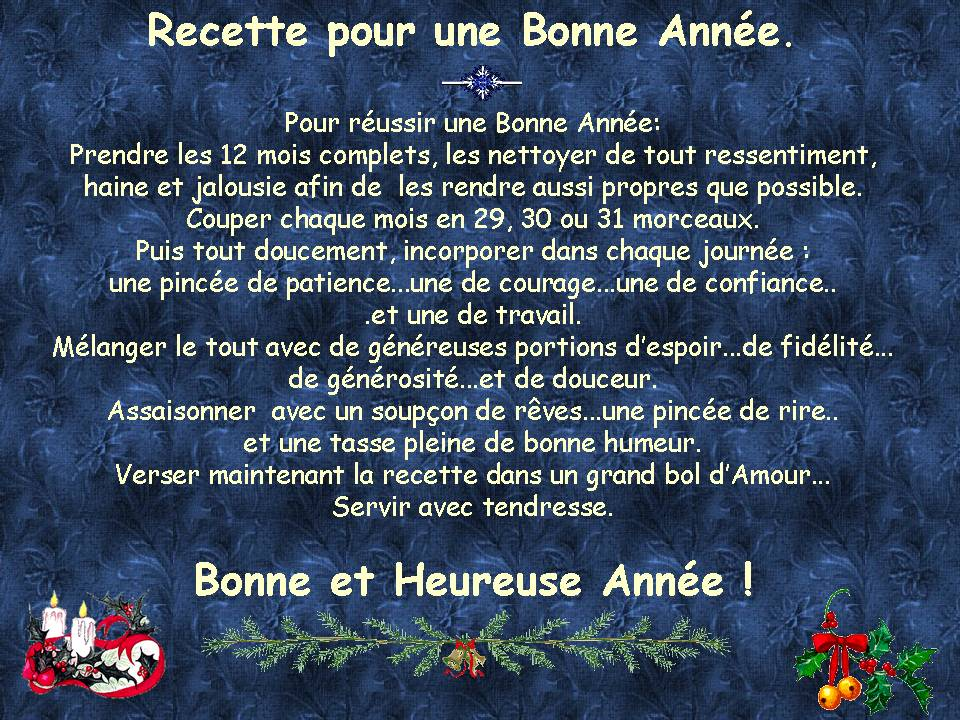 Recette pour une Bonne Année.
Pour réussir une Bonne Année:
Prendre les 12 mois complets, les nettoyer de tout ressentiment,
haine et jalousie afin de  les rendre aussi propres que possible.
Couper chaque mois en 29, 30 ou 31 morceaux.
Puis tout doucement, incorporer dans chaque journée :
une pincée de patience...une de courage...une de confiance..
.et une de travail.
Mélanger le tout avec de généreuses portions d'espoir...de fidélité...
de générosité...et de douceur.
Assaisonner  avec un soupçon de rêves...une pincée de rire..
et une tasse pleine de bonne humeur.
Verser maintenant la recette dans un grand bol d'Amour...
Servir avec tendresse.
Bonne et Heureuse Année !